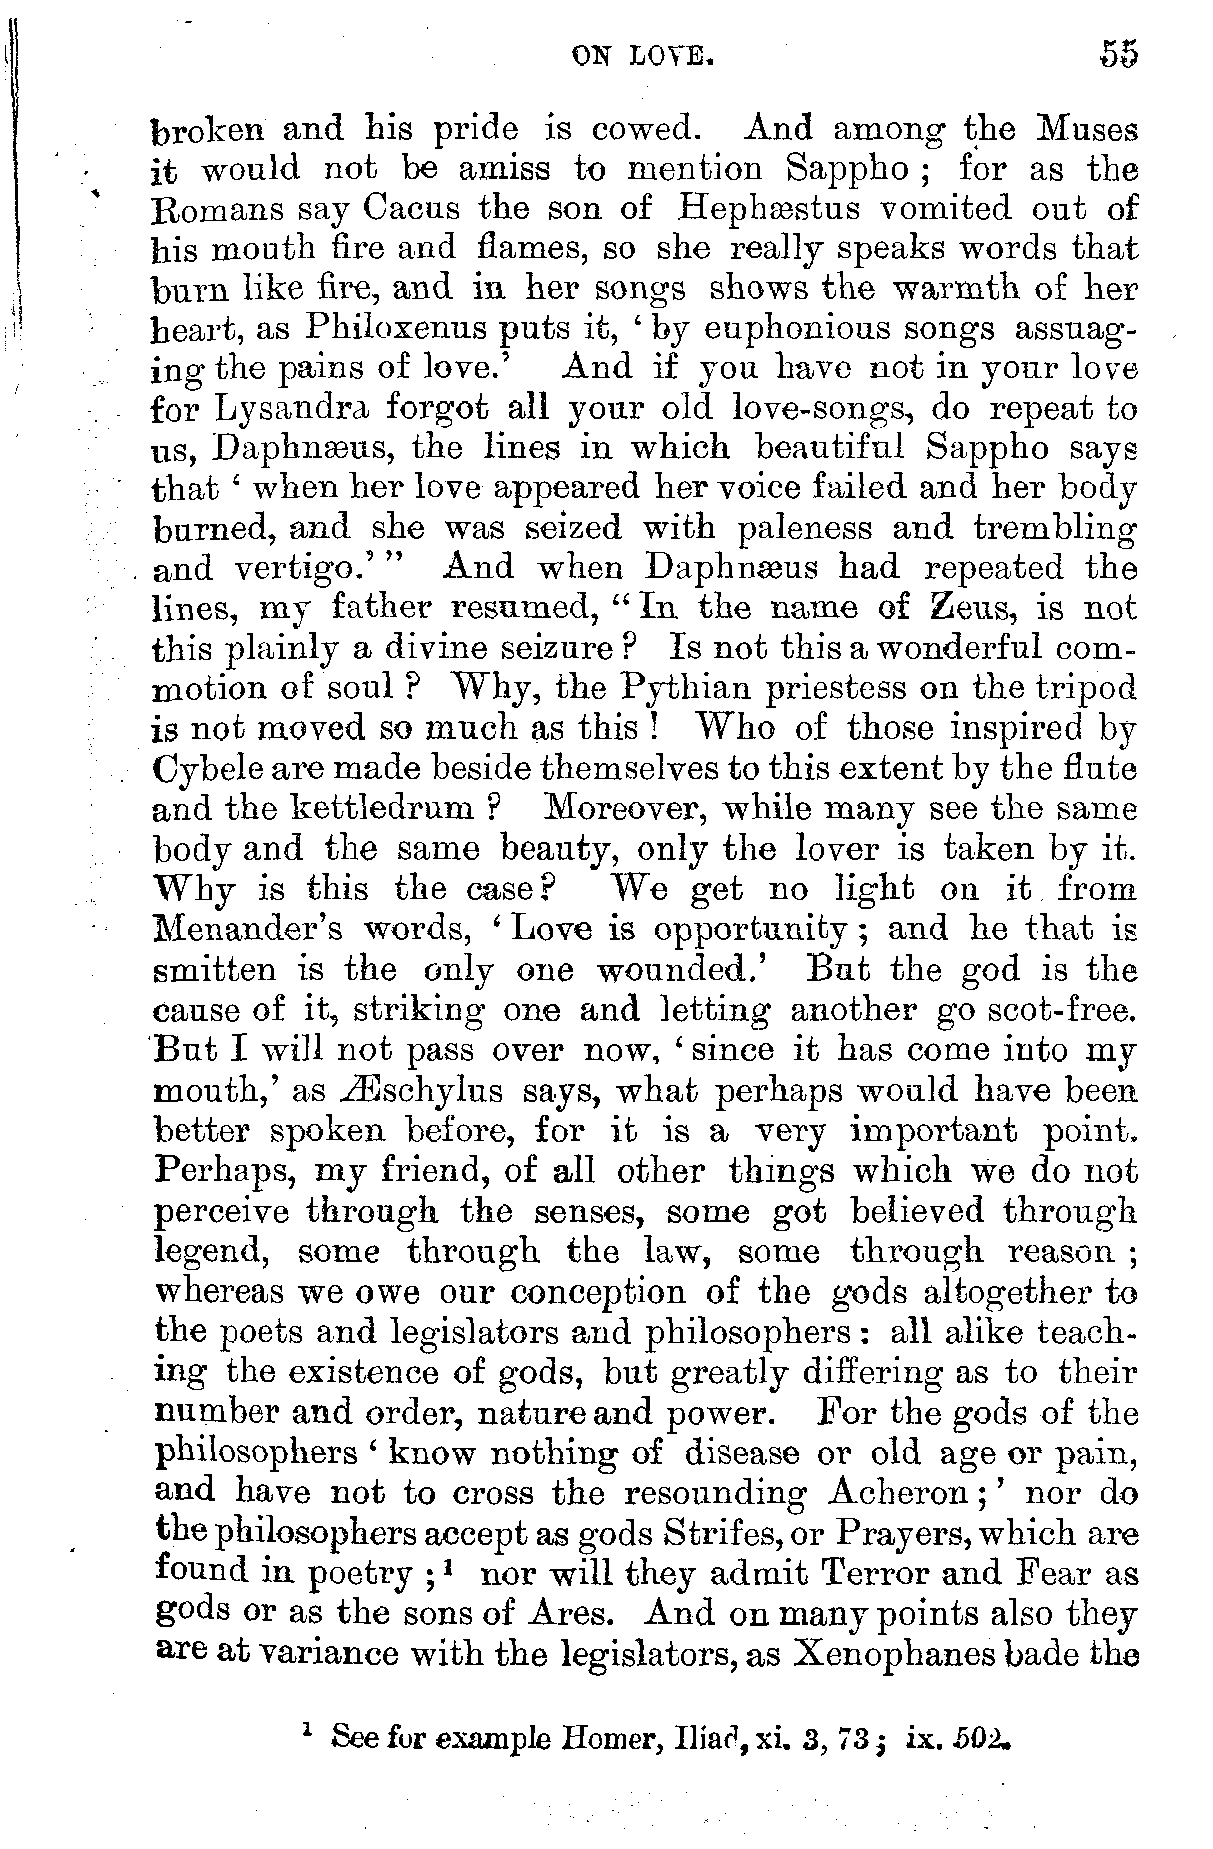 ON LOVE. 55
broken and his pride is cowed. And among the Muses
it would not be amiss to mention Sappho; for as the
Romans say Cacus the son of Hephæstus vomited out of
his mouth fire and flames, so she really speaks words that
burn like fire, and in her songs shows the warmth of her
heart, as Philoxenus puts it, ‘by euphonious songs assuag-
ing the pains of love.’ And if you have not in your love
for Lysandra forgot all your old love-songs, do repeat to
us, Daphnæus, the lines in which beautiful Sappho says
that ‘when her love appeared her voice failed and her body
burned, and she was seized with paleness and trembling
and vertigo.’” And when Daphnæus had repeated the
lines, my father resumed, “In the name of Zeus, is not
this plainly a divine seizure? Is not this a wonderful com-
motion of soul? Why, the Pythian priestess on the tripod
is not moved so much as this! Who of those inspired by
Cybele are made beside themselves to this extent by the flute
and the kettledrum? Moreover, while many see the same
body and the same beauty, only the lover is taken by it.
Why is this the case? We get no light on it from
Menander's words, ‘Love is opportunity; and he that is
smitten is the only one wounded.’ But the god is the
cause of it, striking one and letting another go scot-free.
But I will not pass over now, ‘since it has come into my
mouth,’ as Æschylus says, what perhaps would have been
better spoken before, for it is a very important point.
Perhaps, my friend, of all other things which we do not
perceive through the senses, some got believed through
legend, some through the law, some through reason;
whereas we owe our conception of the gods altogether to
the poets and legislators and philosophers: all alike teach-
ing the existence of gods, but greatly differing as to their
number and order, nature and power. For the gods of the
philosophers ‘know nothing of disease or old age or pain,
and have not to cross the resounding Acheron;’ nor do
the philosophers accept as gods Strifes, or Prayers, which are
found in poetry;¹ nor will they admit Terror and Fear as
gods or as the sons of Ares. And on many points also they
are at variance with the legislators, as Xenophanes bade the
¹ See for example Homer, Iliad, xi. 3, 73; ix. 502.